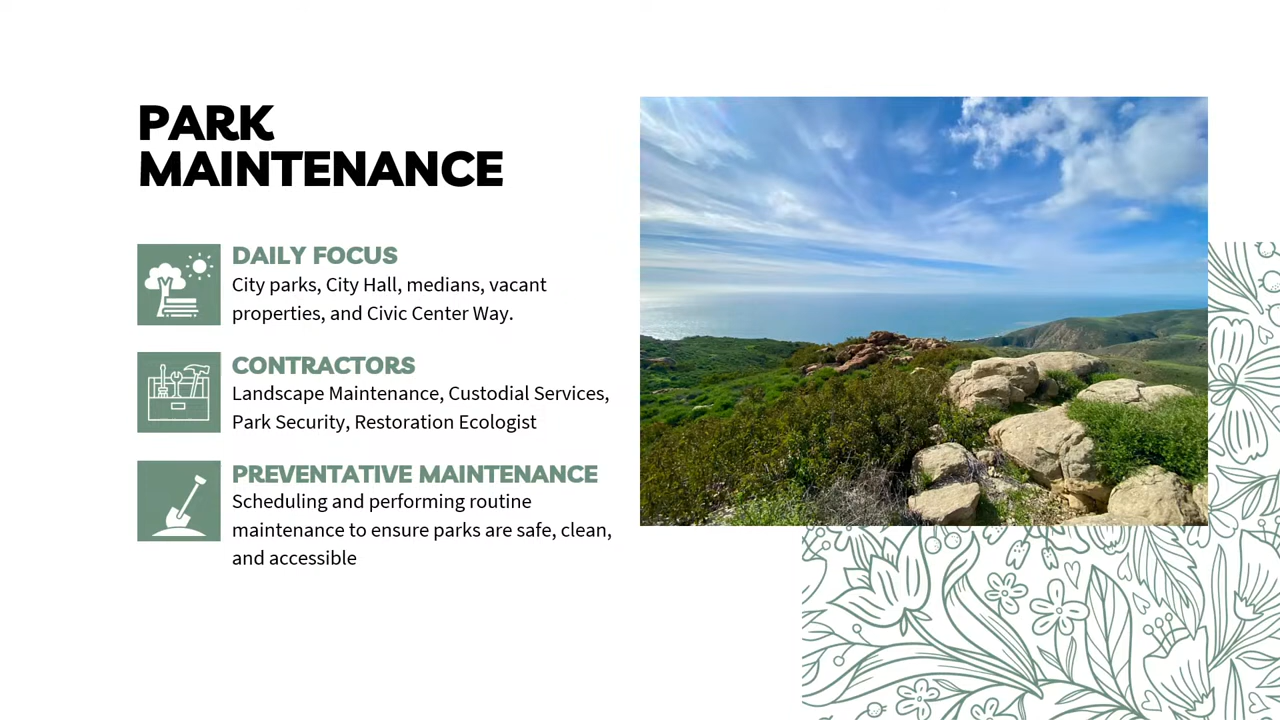 PARK
MAINTENANCE
DAILY FOCUS
City parks, City Hall, medians, vacant
properties, and Civic Center Way.
CONTRACTORS
Landscape Maintenance, Custodial Services,
Park Security, Restoration Ecologist
PREVENTATIVE MAINTENANCE
Scheduling and performing routine
maintenance to ensure parks are safe, clean,
and accessible